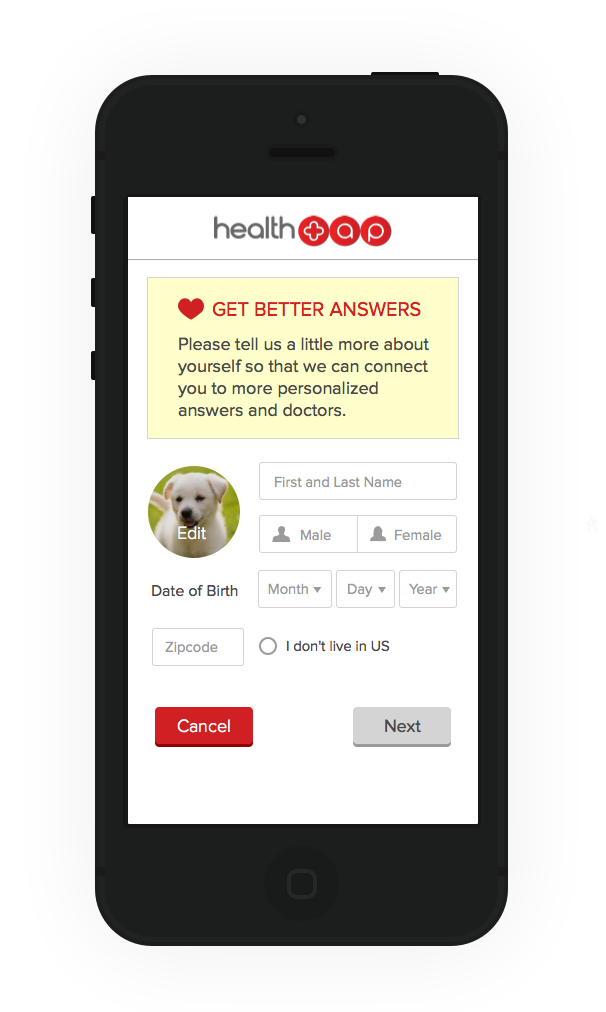 healthtap
GET BETTER ANSWERS
Please tell us a little more about
yourself so that we can connect
you to more personalized
answers and doctors.
First and Last Name
Edit
Male Female
Date of Birth Month Day Year
Zipcode I don't live in US
Cancel Next